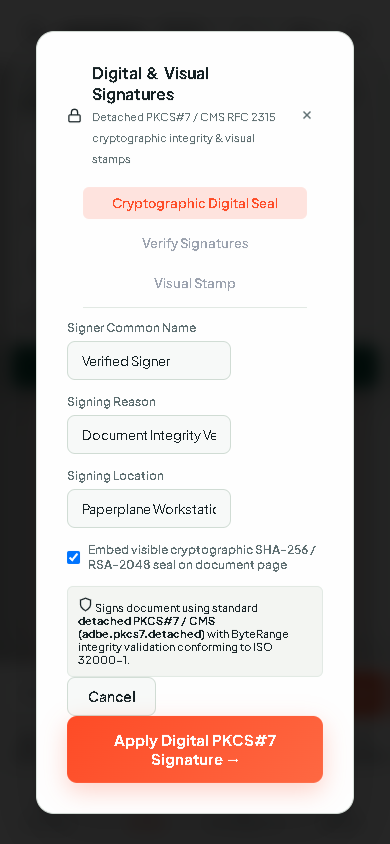 Digital & Visual
Signatures
Detached PKCS#7 / CMS RFC 2315
cryptographic integrity & visual
stamps
×
Cryptographic Digital Seal
Verify Signatures
Visual Stamp
Signer Common Name
Verified Signer
Signing Reason
Document Integrity Ve
Signing Location
Paperplane Workstatic
Embed visible cryptographic SHA-256 /
RSA-2048 seal on document page
Signs document using standard
detached PKCS#7 / CMS
(adbe.pkcs7.detached) with ByteRange
integrity validation conforming to ISO
32000-1.
Cancel
Apply Digital PKCS#7
Signature →